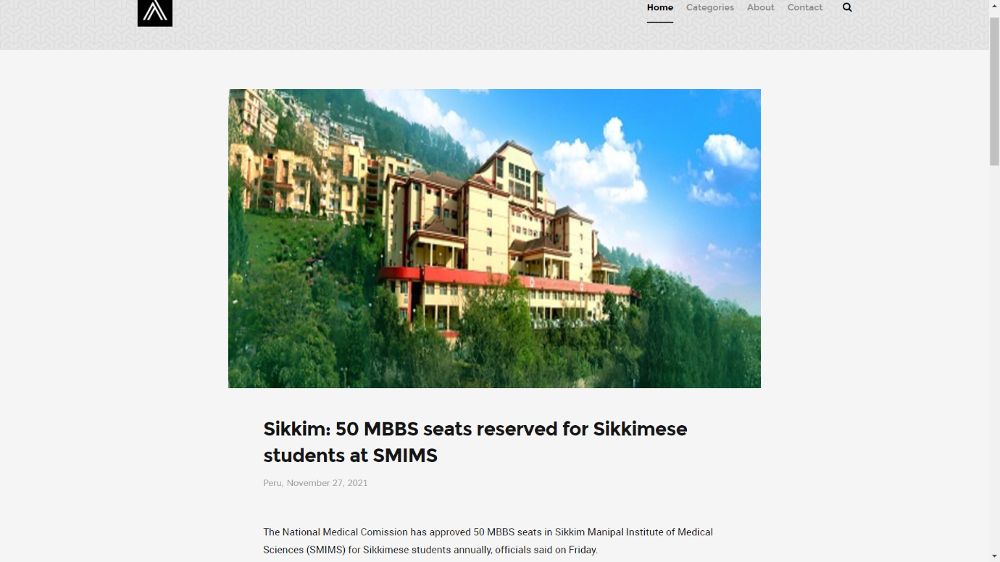 Home Categories About Contact
Sikkim: 50 MBBS seats reserved for Sikkimese
students at SMIMS
Peru, November 27, 2021
The National Medical Comission has approved 50 MBBS seats in Sikkim Manipal Institute of Medical
Sciences (SMIMS) for Sikkimese students annually, officials said on Friday.